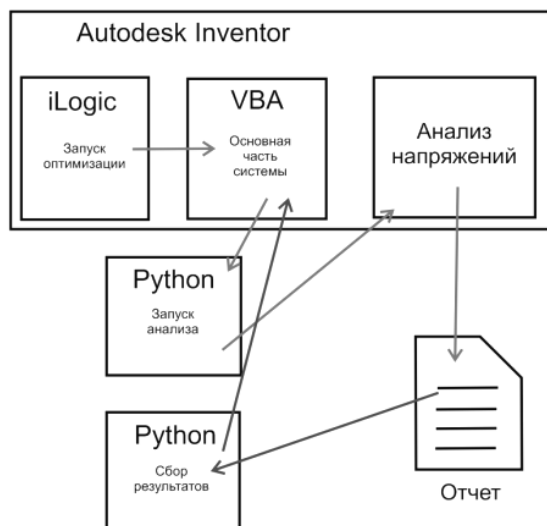 Autodesk Inventor
iLogic
Запуск
оптимизации
VBA
Основная
часть
системы
Анализ
напряжений
Python
Запуск
анализа
Python
Сбор
результатов
Отчет